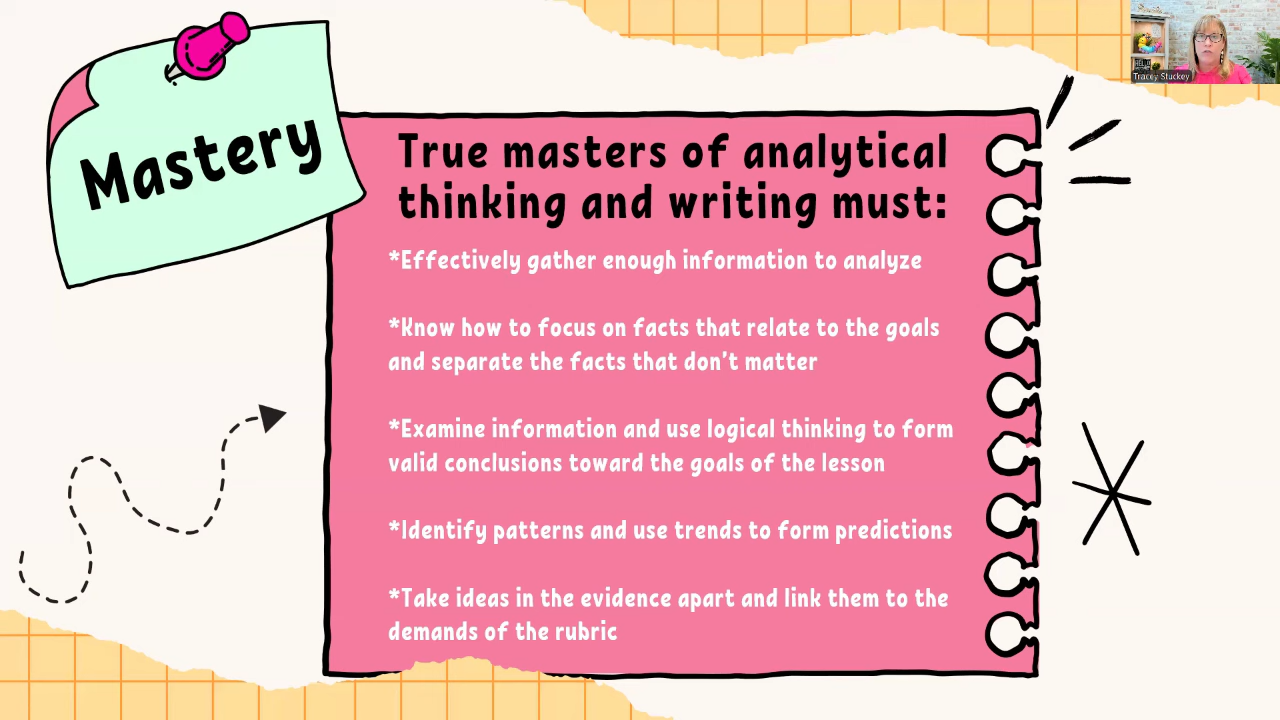 Mastery
True masters of analytical
thinking and writing must:
*Effectively gather enough information to analyze
*Know how to focus on facts that relate to the goals
and separate the facts that don't matter
*Examine information and use logical thinking to form
valid conclusions toward the goals of the lesson
*Identify patterns and use trends to form predictions
*Take ideas in the evidence apart and link them to the
demands of the rubric
Tracey Stuckey